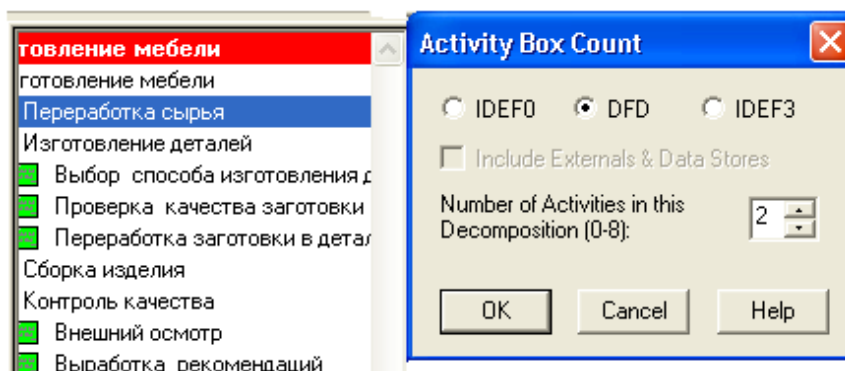 товление мебели
готовление мебели
Переработка сырья
Изготовление деталей
Выбор способа изготовления д
Проверка качества заготовки
Переработка заготовки в детал
Сборка изделия
Контроль качества
Внешний осмотр
Выработка рекомендаций
Activity Box Count
IDEF0 DFD IDEF3
Include Externals & Data Stores
Number of Activities in this
Decomposition (0-8):
2
OK Cancel Help